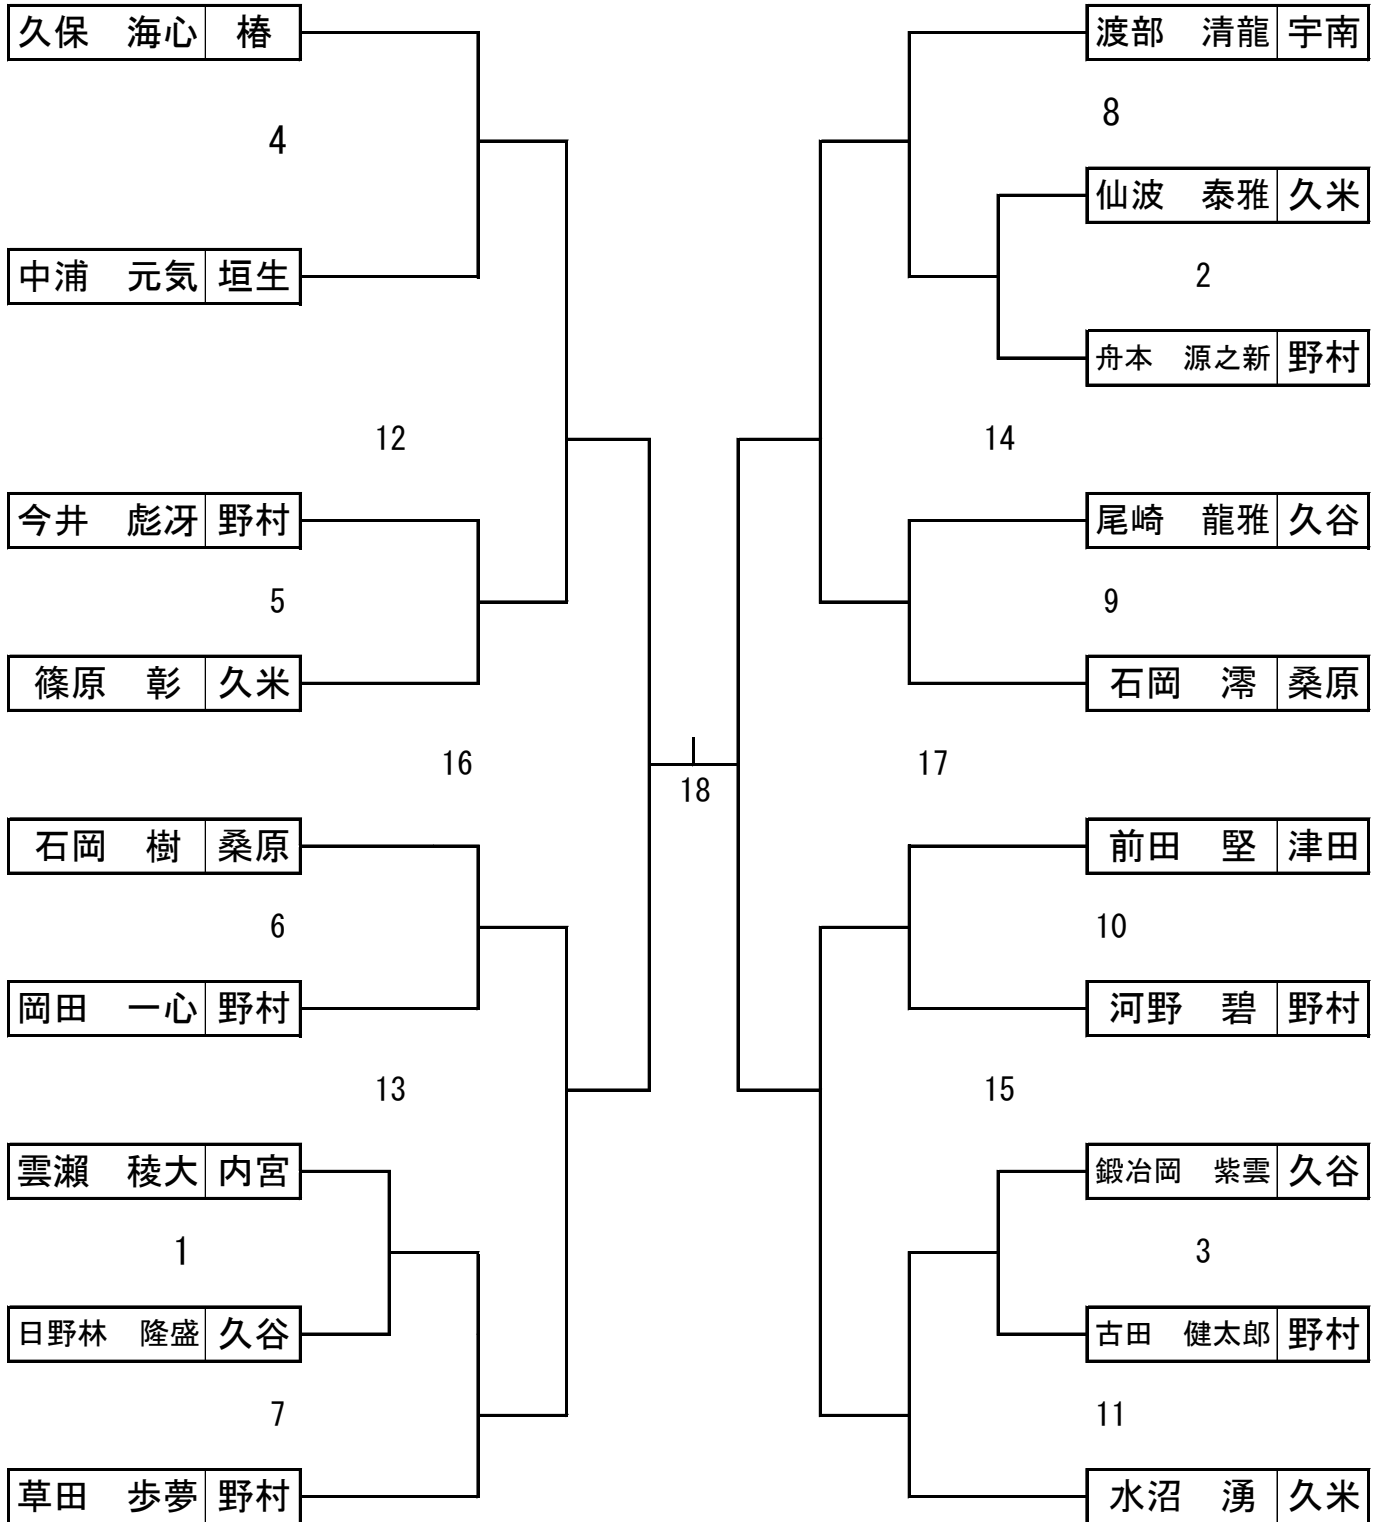 久保　海心 椿
4
中浦　元気 垣生
12
今井　彪冴 野村
5
篠原　彰 久米
16
石岡　樹 桑原
6
岡田　一心 野村
13
雲瀬　稜大 内宮
1
日野林　隆盛 久谷
7
草田　歩夢 野村
18
渡部　清龍 宇南
8
仙波　泰雅 久米
2
舟本　源之新 野村
14
尾崎　龍雅 久谷
9
石岡　澪 桑原
17
前田　堅 津田
10
河野　碧 野村
15
鍛冶岡　紫雲 久谷
3
古田　健太郎 野村
11
水沼　湧 久米